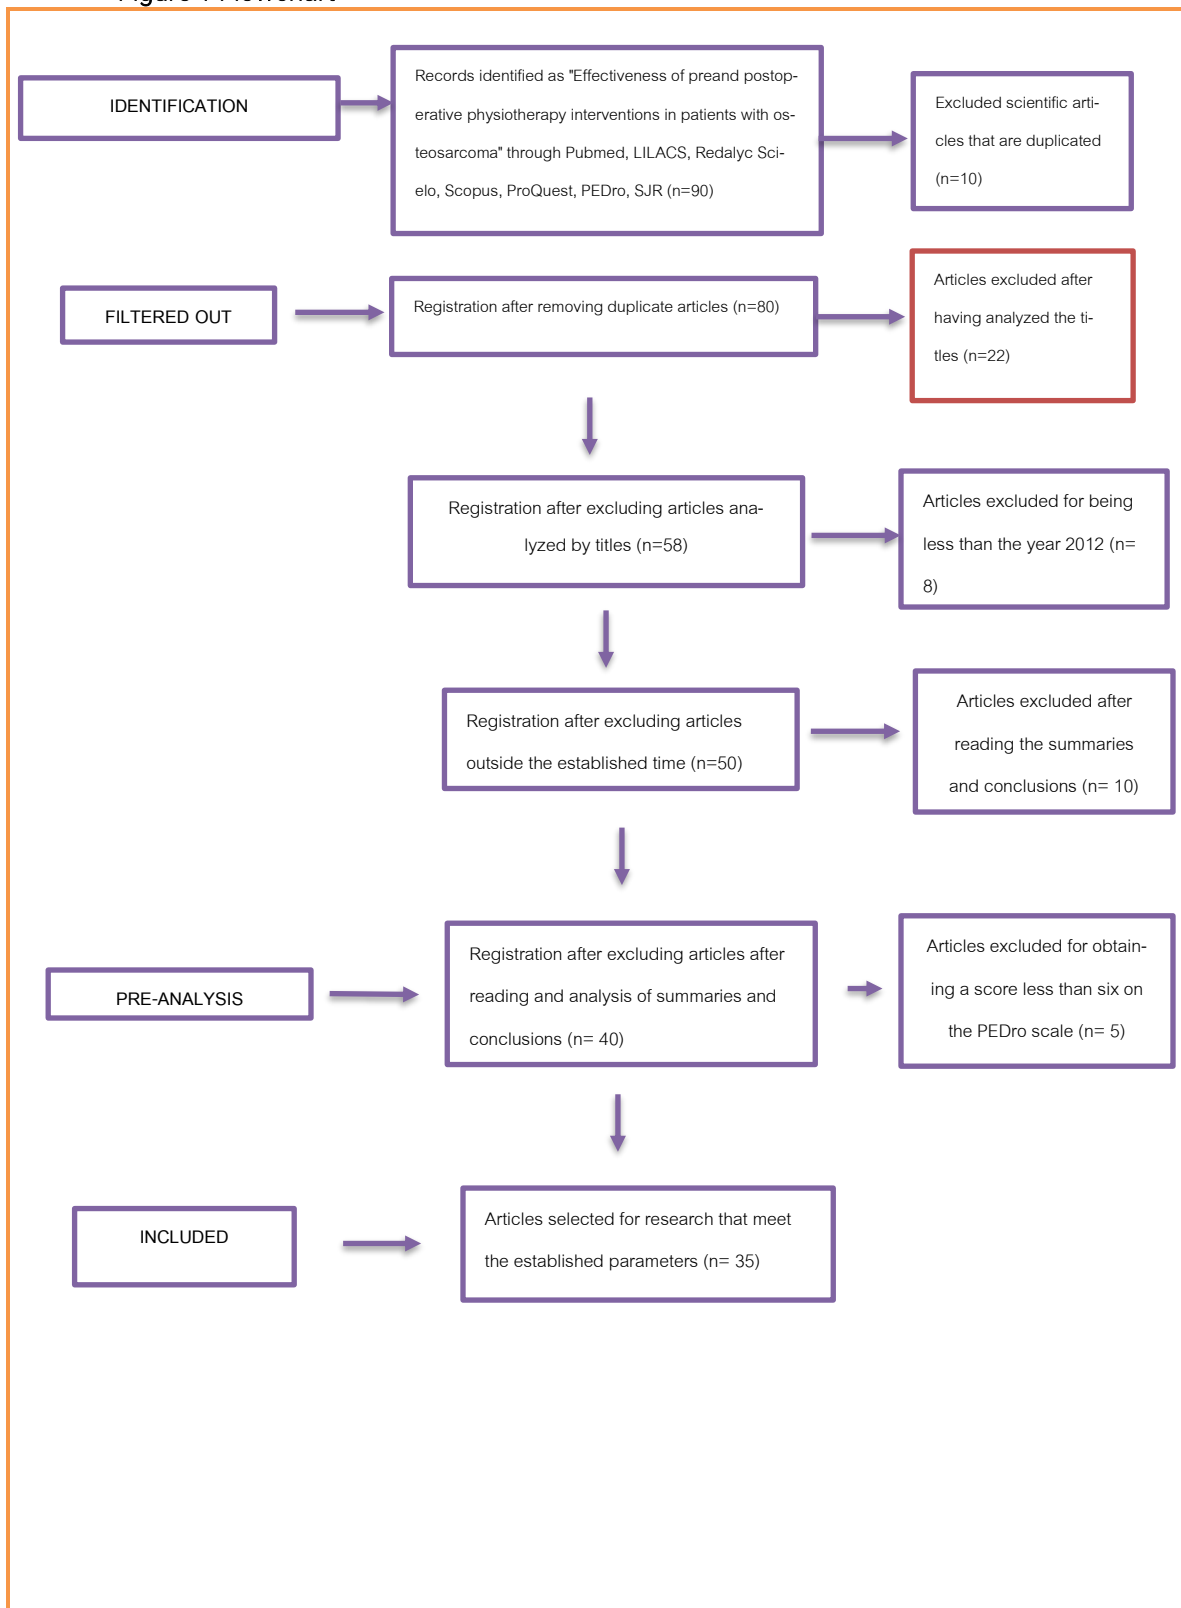 Figure 1 Flowchart
IDENTIFICATION
Records identified as "Effectiveness of preand postop-
erative physiotherapy interventions in patients with os-
teosarcoma" through Pubmed, LILACS, Redalyc Sci-
elo, Scopus, ProQuest, PEDro, SJR (n=90)
Excluded scientific arti-
cles that are duplicated
(n=10)
FILTERED OUT
Registration after removing duplicate articles (n=80)
Articles excluded after
having analyzed the ti-
tles (n=22)
Registration after excluding articles ana-
lyzed by titles (n=58)
Articles excluded for being
less than the year 2012 (n=
8)
Registration after excluding articles
outside the established time (n=50)
Articles excluded after
reading the summaries
and conclusions (n= 10)
PRE-ANALYSIS
Registration after excluding articles after
reading and analysis of summaries and
conclusions (n= 40)
Articles excluded for obtain-
ing a score less than six on
the PEDro scale (n= 5)
INCLUDED
Articles selected for research that meet
the established parameters (n= 35)